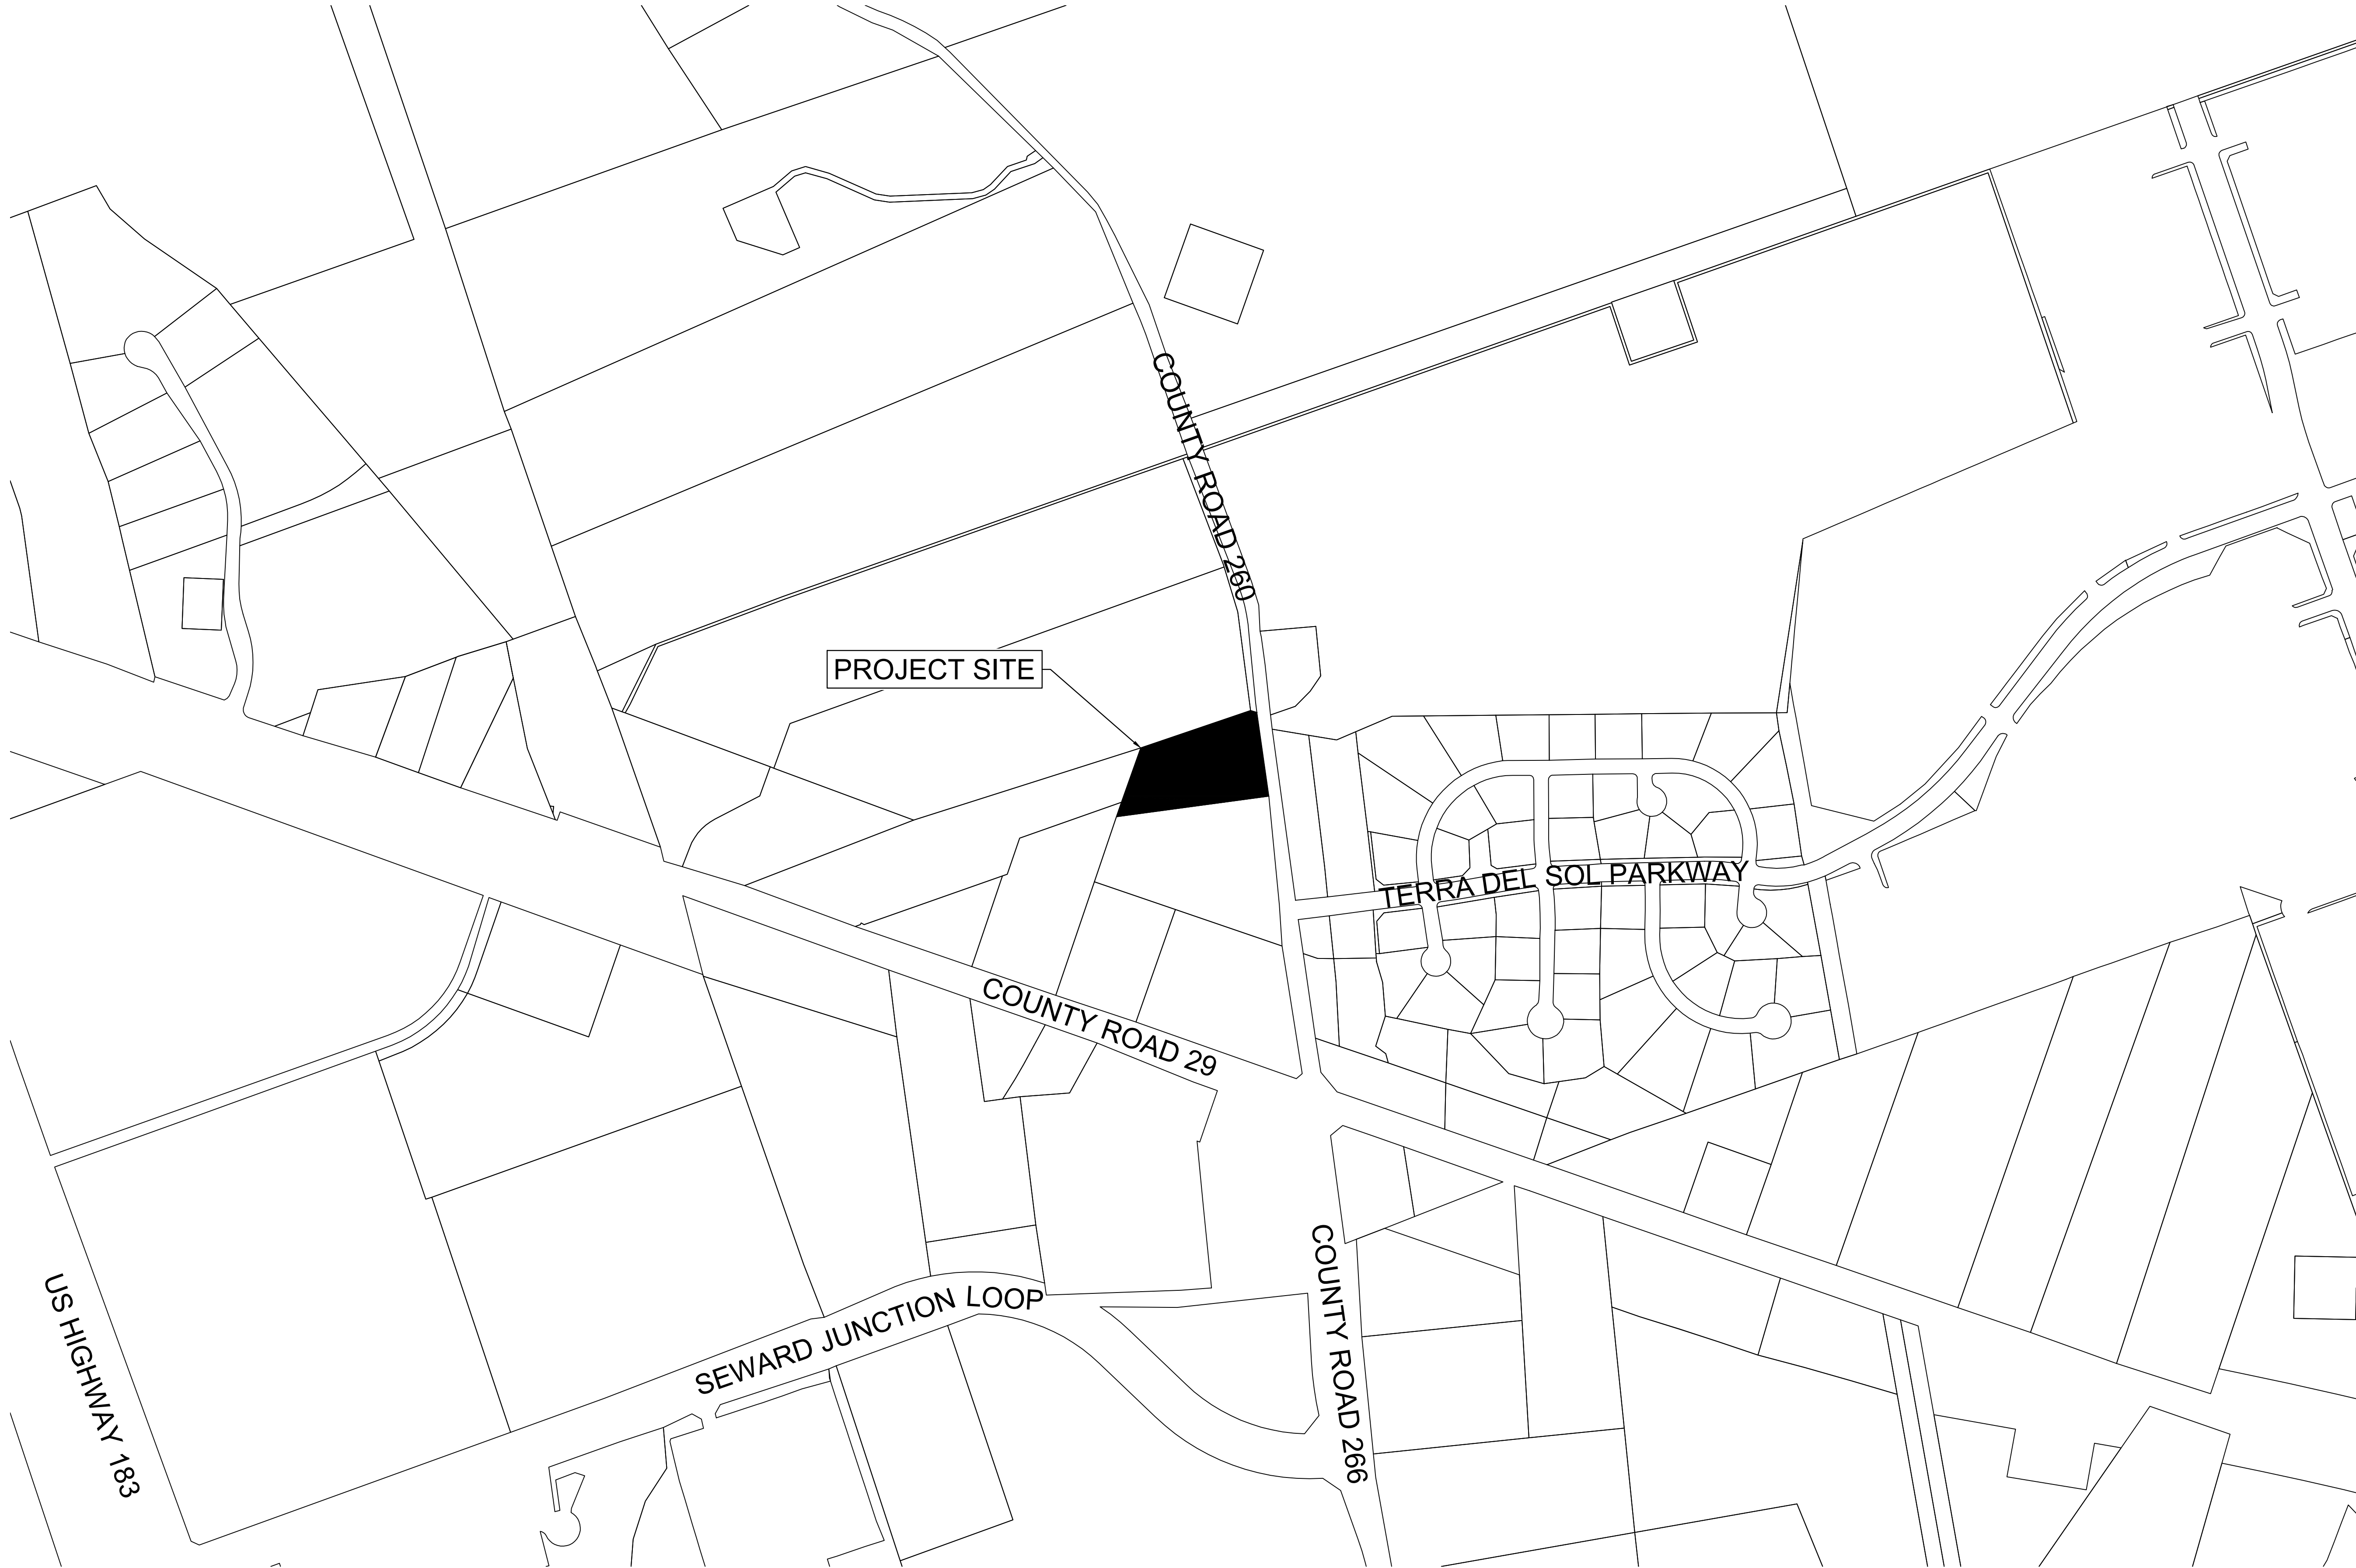 COUNTY ROAD 260
PROJECT SITE
TERRA DEL SOL PARKWAY
COUNTY ROAD 29
COUNTY ROAD 266
US HIGHWAY 183
SEWARD JUNCTION LOOP